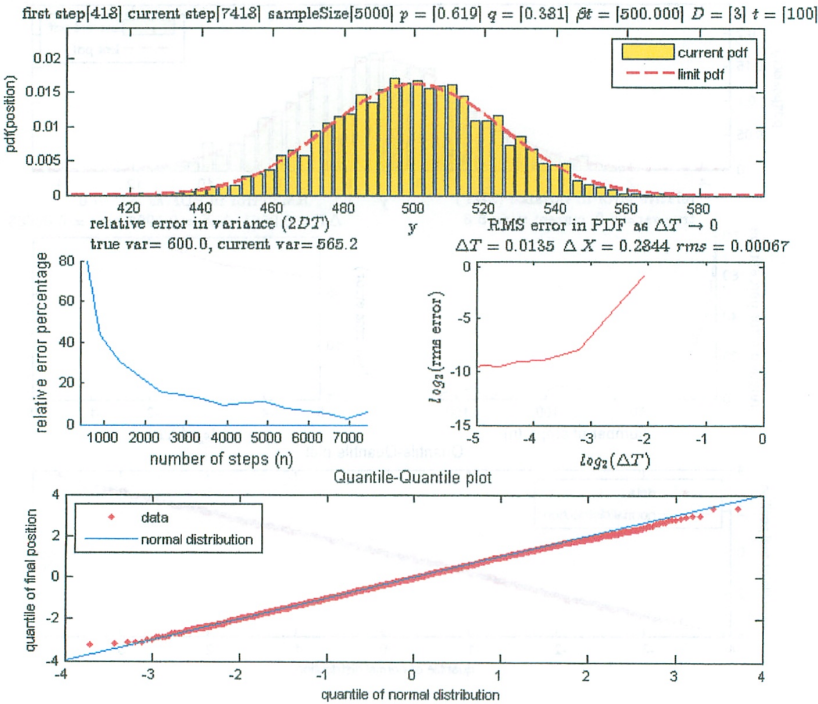 first step[418] current step[7418] sampleSize[5000] p = [0.619] q = [0.381] βt = [500.000] D = [3] t = [100]
pdf(position)
0.02
0.015
0.01
0.005
0
current pdf
limit pdf
420 440 460 480 500 520 540 560 580
y
relative error in variance (2DT)
true var= 600.0, current var= 565.2
relative error percentage
80
60
40
20
0
1000 2000 3000 4000 5000 6000 7000
number of steps (n)
RMS error in PDF as △T → 0
△T = 0.0135 △ X = 0.2844 rms = 0.00067
log₂(rms error)
0
-5
-10
-15
-5 -4 -3 -2 -1 0
log₂(△T)
Quantile-Quantile plot
quantile of final position
4
2
0
-2
-4
data
normal distribution
-4 -3 -2 -1 0 1 2 3 4
quantile of normal distribution